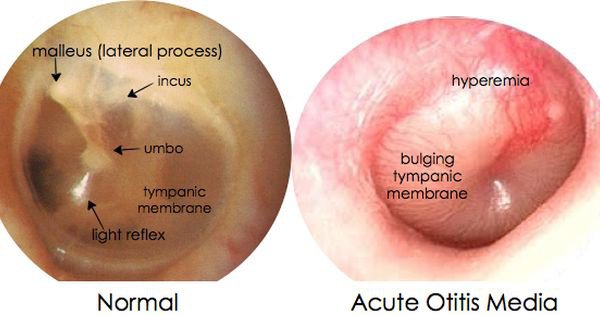 malleus (lateral process)
incus
umbo
tympanic
membrane
light reflex
Normal
hyperemia
bulging
tympanic
membrane
Acute Otitis Media